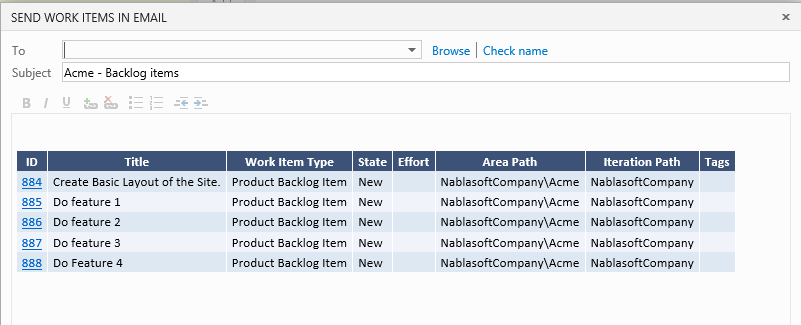 SEND WORK ITEMS IN EMAIL ×
To Browse Check name
Subject Acme - Backlog items
B I U
ID Title Work Item Type State Effort Area Path Iteration Path Tags
884 Create Basic Layout of the Site. Product Backlog Item New NablasoftCompany\Acme NablasoftCompany
885 Do feature 1 Product Backlog Item New NablasoftCompany\Acme NablasoftCompany
886 Do feature 2 Product Backlog Item New NablasoftCompany\Acme NablasoftCompany
887 Do feature 3 Product Backlog Item New NablasoftCompany\Acme NablasoftCompany
888 Do Feature 4 Product Backlog Item New NablasoftCompany\Acme NablasoftCompany